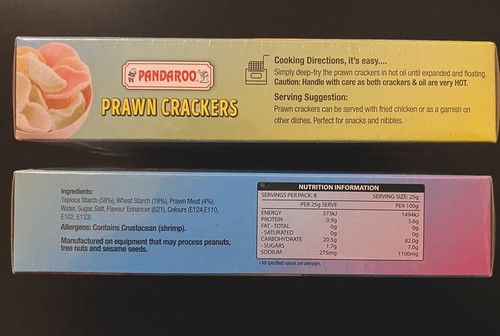 PANDAROO
PRAWN CRACKERS
Cooking Directions, it's easy....
Simply deep-fry the prawn crackers in hot oil until expanded and floating.
Caution: Handle with care as both crackers & oil are very HOT.
Serving Suggestion:
Prawn crackers can be served with fried chicken or as a garnish on
other dishes. Perfect for snacks and nibbles.
Ingredients:
Tapioca Starch (58%), Wheat Starch (18%), Prawn Meat (4%),
Water, Sugar, Salt, Flavour Enhancer (621), Colours (E124,E110,
E102, E133)
Allergens: Contains Crustacean (shrimp).
Manufactured on equipment that may process peanuts,
tree nuts and sesame seeds.
NUTRITION INFORMATION
SERVINGS PER PACK: 8 SERVING SIZE: 25g
PER 25g SERVE PER 100g
ENERGY 373kJ 1494kJ
PROTEIN 0.9g 3.6g
FAT - TOTAL 0g 0g
- SATURATED 0g 0g
CARBOHYDRATE 20.5g 82.0g
- SUGARS 1.7g 7.0g
SODIUM 275mg 1100mg
• All specified values are averages.